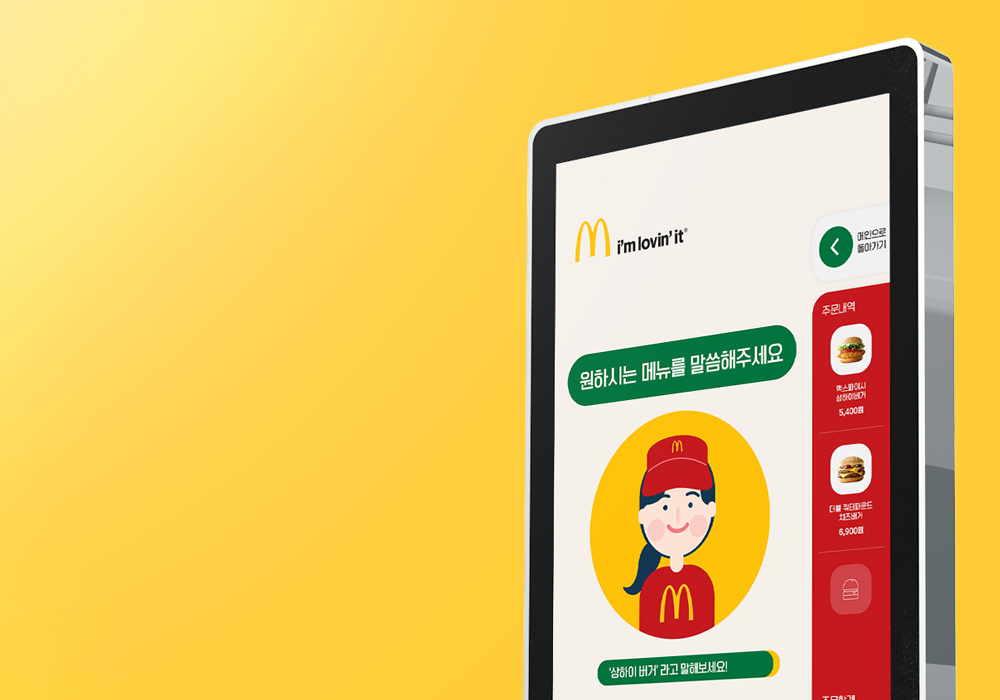 i'm lovin' it®
메인으로
돌아가기
주문내역
맥스파이시
상하이버거
5,400원
더블 쿼터파운드
치즈버거
6,900원
원하시는 메뉴를 말씀해주세요
'상하이 버거' 라고 말해보세요!